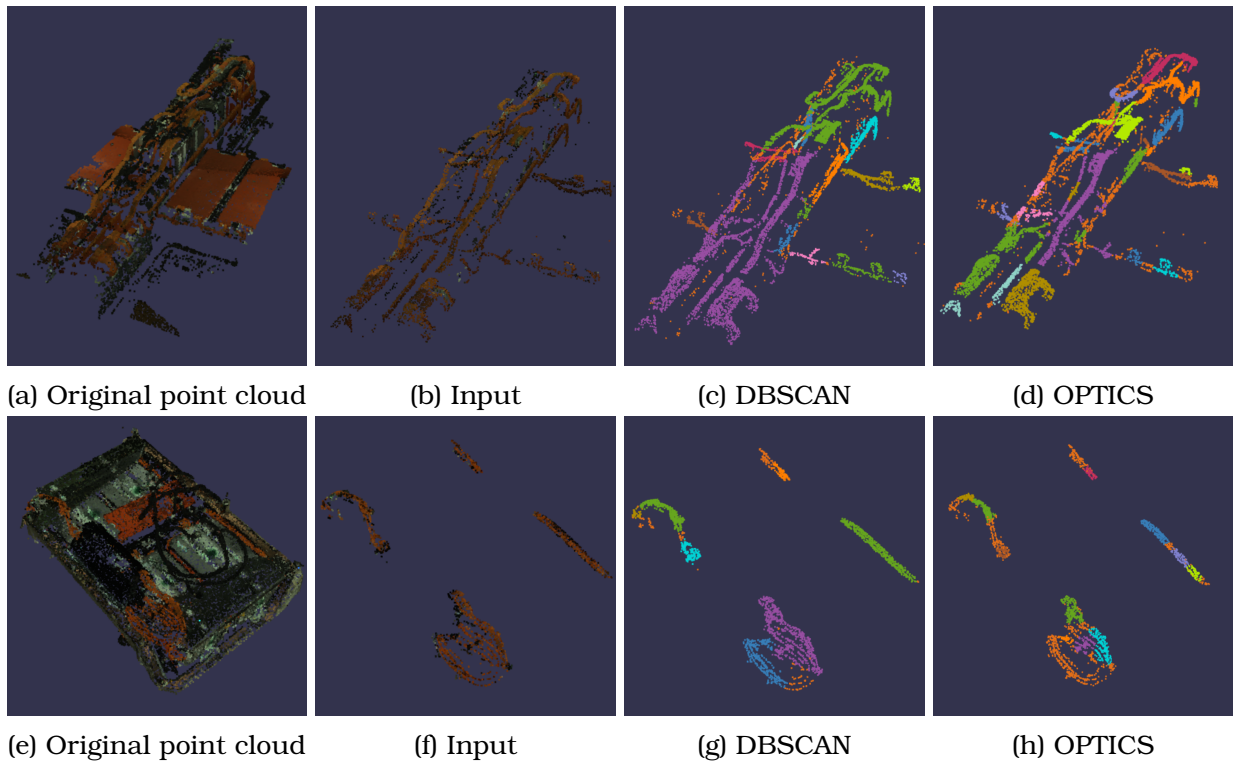 (a) Original point cloud
(b) Input
(c) DBSCAN
(d) OPTICS
(e) Original point cloud
(f) Input
(g) DBSCAN
(h) OPTICS